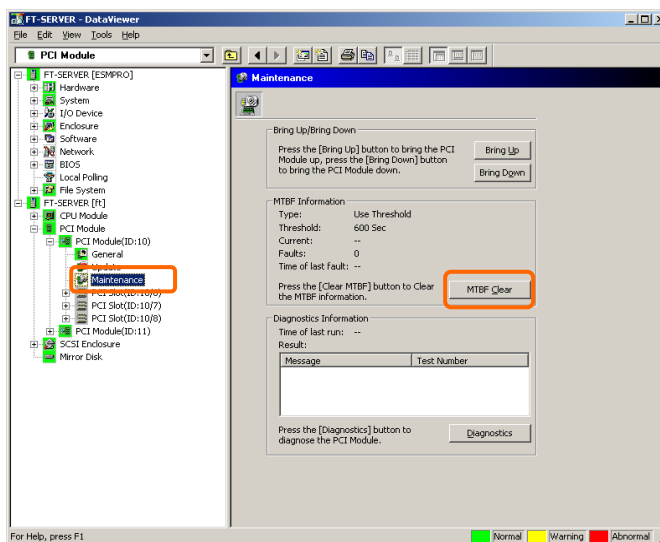 FT-SERVER - DataViewer
File Edit View Tools Help
PCI Module
FT-SERVER [ESMPRO]
Hardware
System
I/O Device
Enclosure
Software
Network
BIOS
Local Polling
File System
FT-SERVER [ft]
CPU Module
PCI Module
PCI Module(ID:10)
General
Update
Maintenance
PCI Slot(ID:10/6)
PCI Slot(ID:10/7)
PCI Slot(ID:10/8)
PCI Module(ID:11)
SCSI Enclosure
Mirror Disk
Maintenance
Bring Up/Bring Down
Press the [Bring Up] button to bring the PCI
Module up, press the [Bring Down] button
to bring the PCI Module down.
Bring Up
Bring Down
MTBF Information
Type: Use Threshold
Threshold: 600 Sec
Current: --
Faults: 0
Time of last fault: --
Press the [Clear MTBF] button to Clear
the MTBF information.
MTBF Clear
Diagnostics Information
Time of last run: --
Result:
Message Test Number
Press the [Diagnostics] button to
diagnose the PCI Module.
Diagnostics
For Help, press F1
Normal Warning Abnormal